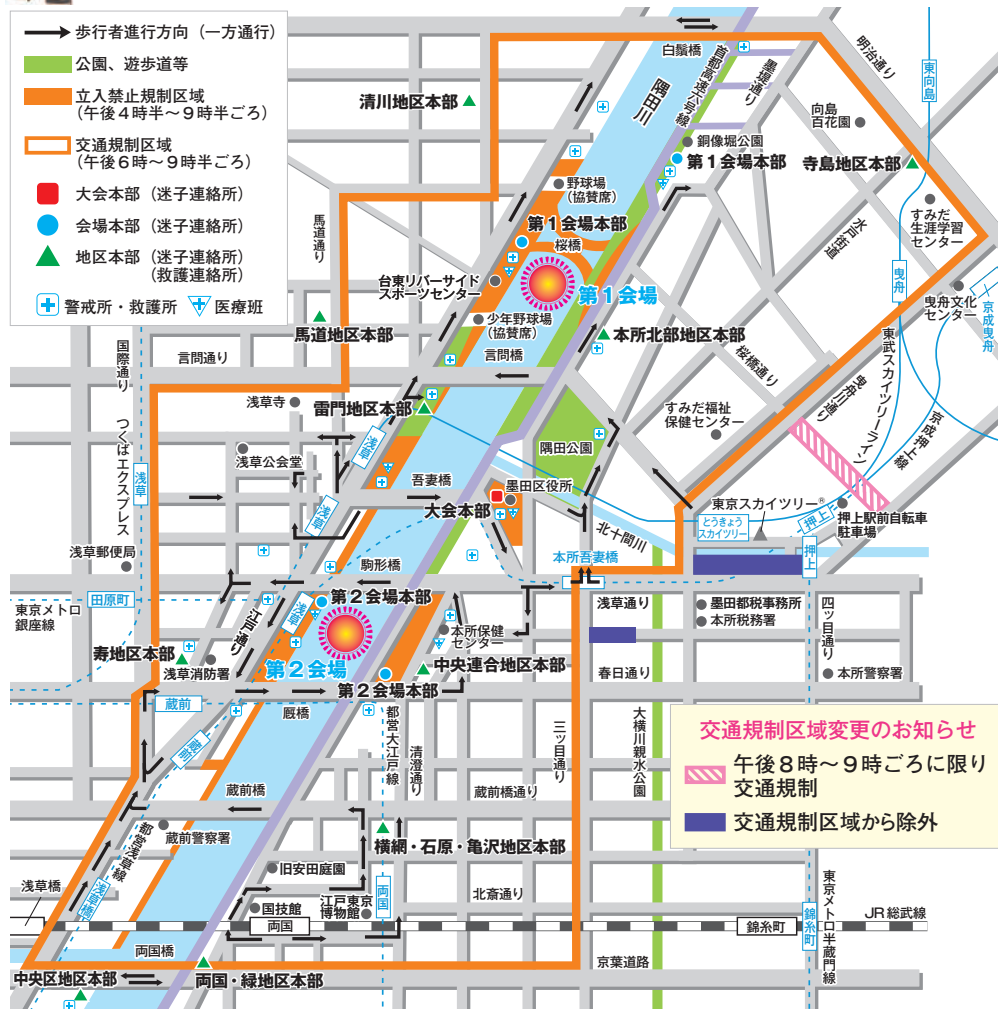 歩行者進行方向（一方通行）
公園、遊歩道等
立入禁止規制区域
（午後４時半～９時半ごろ）
交通規制区域
（午後６時～９時半ごろ）
大会本部（迷子連絡所）
会場本部（迷子連絡所）
地区本部（迷子連絡所）
（救護連絡所）
警戒所・救護所
医療班
白鬚橋
明治通り
東向島
隅田川
首都高速六号線
墨堤通り
清川地区本部
向島
百花園
銅像堀公園
第１会場本部
寺島地区本部
野球場
（協賛席）
すみだ
生涯学習
センター
馬道通り
第１会場本部
桜橋
水戸街道
曳舟
台東リバーサイド
スポーツセンター
第１会場
曳舟文化
センター
京成曳舟
少年野球場
（協賛席）
馬道地区本部
本所北部地区本部
国際通り
言問通り
言問橋
桜橋通り
曳舟川通り
東武スカイツリーライン
京成押上線
浅草寺
雷門地区本部
すみだ福祉
保健センター
つくばエクスプレス
浅草
浅草
隅田公園
浅草公会堂
吾妻橋
墨田区役所
大会本部
浅草
北十間川
東京スカイツリー®
とうきょう
スカイツリー
押上
押上駅前自転車
駐車場
浅草郵便局
駒形橋
本所吾妻橋
押上
東京メトロ
銀座線
田原町
浅草
第２会場本部
浅草通り
墨田都税事務所
本所税務署
四ツ目通り
江戸通り
本所保健
センター
寿地区本部
浅草消防署
第２会場
中央連合地区本部
春日通り
本所警察署
第２会場本部
蔵前
厩橋
蔵前
都営大江戸線
清澄通り
三ツ目通り
大横川親水公園
交通規制区域変更のお知らせ
午後８時～９時ごろに限り
交通規制
交通規制区域から除外
蔵前橋
蔵前橋通り
蔵前警察署
都営浅草線
横網・石原・亀沢地区本部
旧安田庭園
浅草橋
浅草橋
国技館
江戸東京
博物館
両国
北斎通り
両国
錦糸町
錦糸町
東京メトロ半蔵門線
JR総武線
両国橋
京葉道路
中央区地区本部
両国・緑地区本部